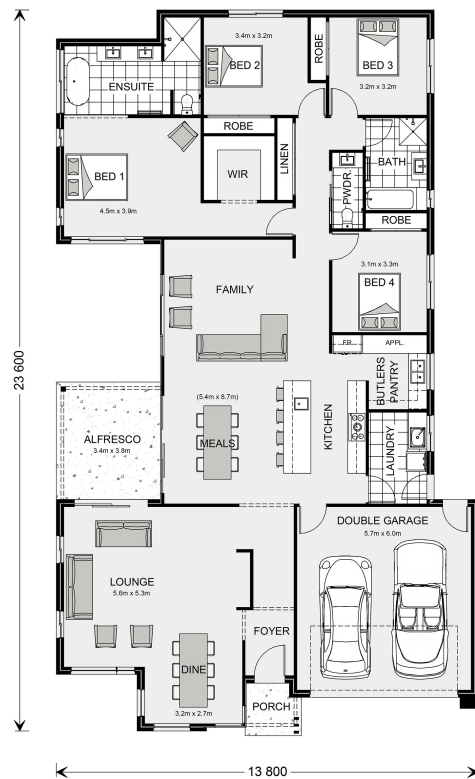 3.4m x 3.2m
BED 2
ROBE
BED 3
3.2m x 3.2m
ENSUITE
ROBE
LINEN
WIR
BED 1
4.5m x 3.9m
BATH
PWDR.
ROBE
3.1m x 3.3m
BED 4
FAMILY
FR.
APPL.
BUTLERS
PANTRY
(5.4m x 8.7m)
MEALS
KITCHEN
LAUNDRY
ALFRESCO
3.4m x 3.8m
DOUBLE GARAGE
5.7m x 6.0m
LOUNGE
5.6m x 5.3m
FOYER
DINE
3.2m x 2.7m
PORCH
23 600
13 800